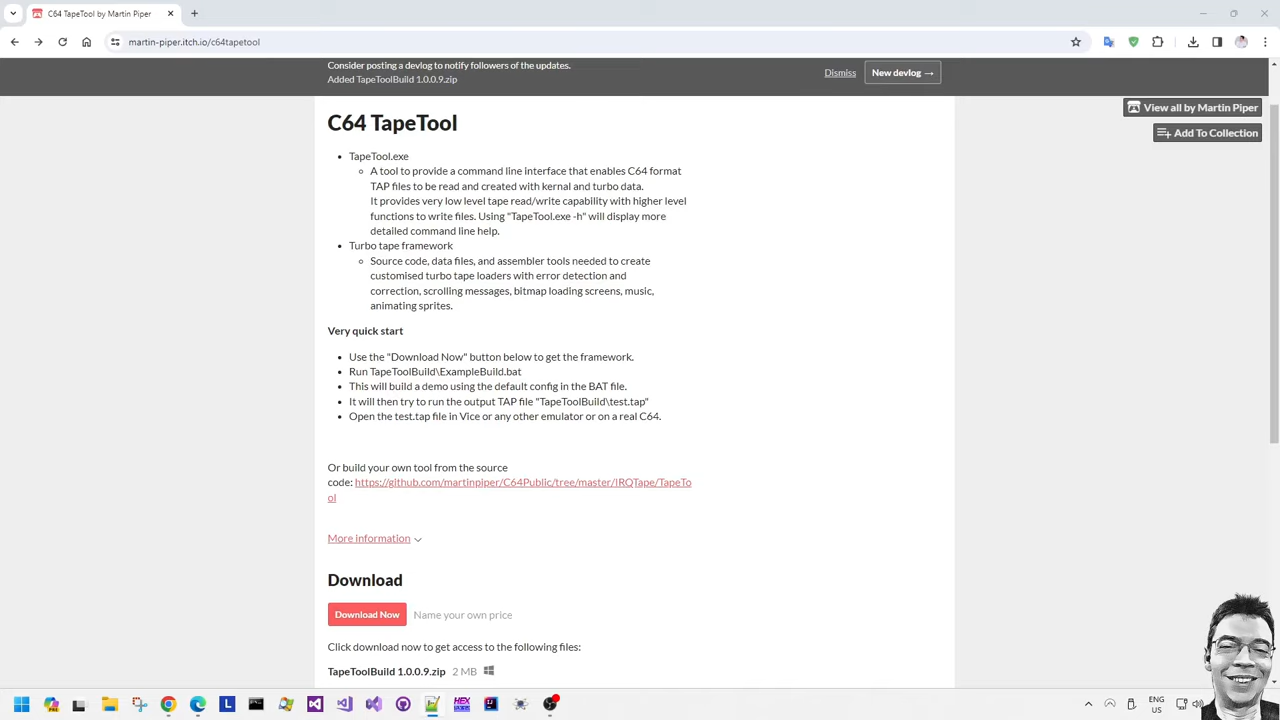 C64 TapeTool by Martin Piper
martin-piper.itch.io/c64tapetool
Consider posting a devlog to notify followers of the updates.
Added TapeToolBuild 1.0.0.9.zip
Dismiss
New devlog →
View all by Martin Piper
Add To Collection
C64 TapeTool
TapeTool.exe
A tool to provide a command line interface that enables C64 format
TAP files to be read and created with kernal and turbo data.
It provides very low level tape read/write capability with higher level
functions to write files. Using "TapeTool.exe -h" will display more
detailed command line help.
Turbo tape framework
Source code, data files, and assembler tools needed to create
customised turbo tape loaders with error detection and
correction, scrolling messages, bitmap loading screens, music,
animating sprites.
Very quick start
Use the "Download Now" button below to get the framework.
Run TapeToolBuild\ExampleBuild.bat
This will build a demo using the default config in the BAT file.
It will then try to run the output TAP file "TapeToolBuild\test.tap"
Open the test.tap file in Vice or any other emulator or on a real C64.
Or build your own tool from the source
code: https://github.com/martinpiper/C64Public/tree/master/IRQTape/TapeTo
ol
More information
Download
Download Now
Name your own price
Click download now to get access to the following files:
TapeToolBuild 1.0.0.9.zip 2 MB
L
HEX
ENG
US